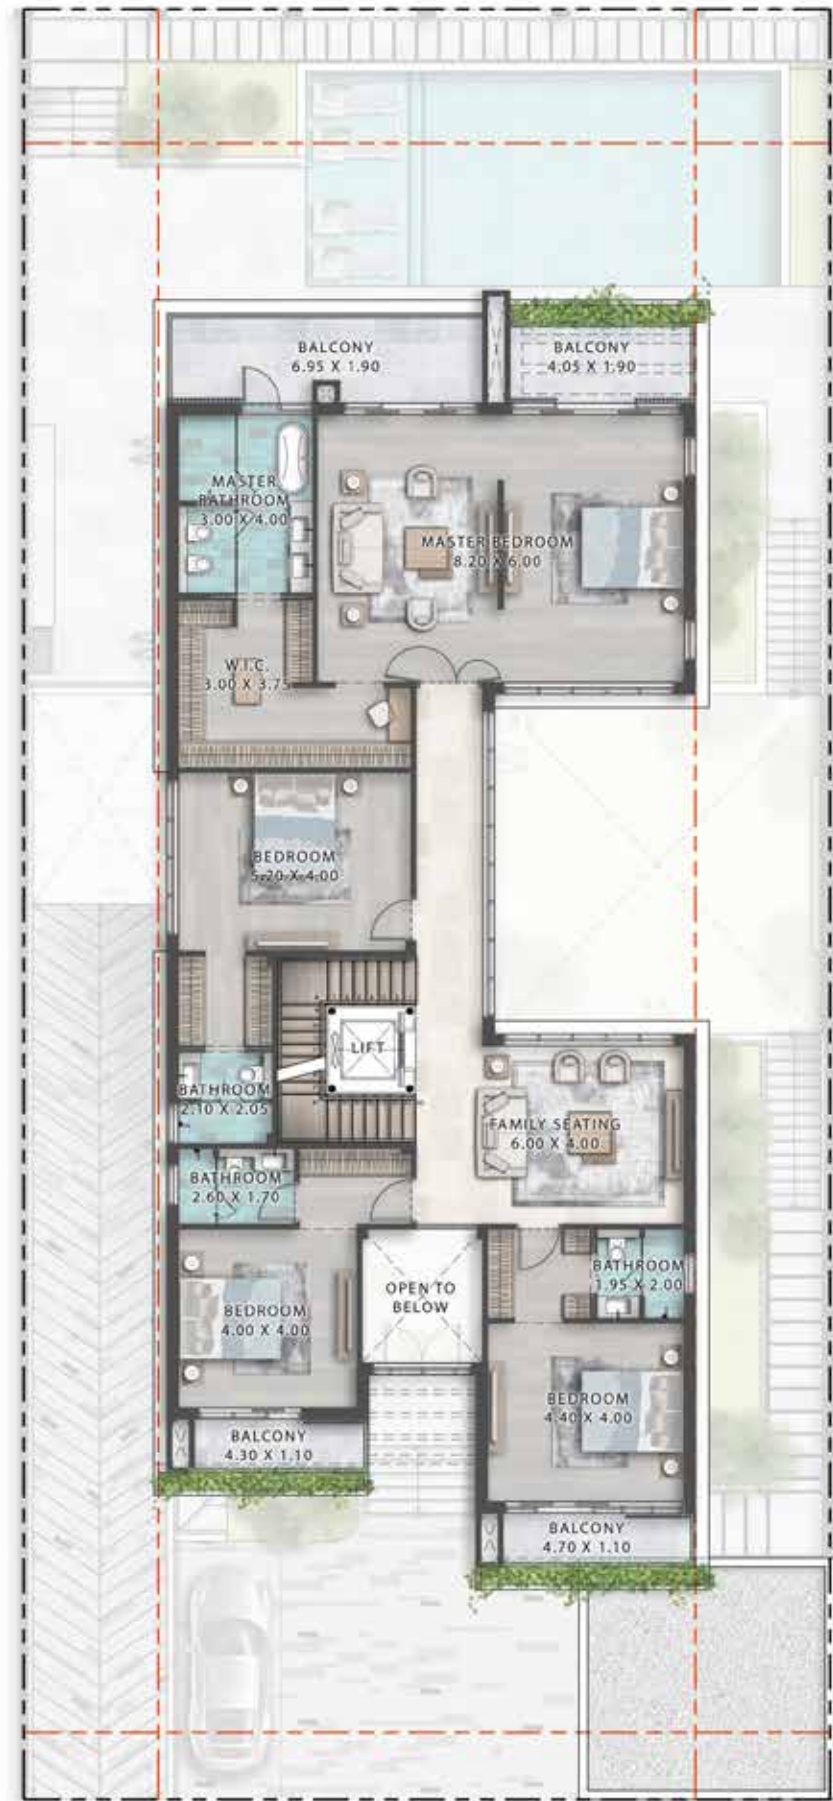 BALCONY
6.95 X 1.90
BALCONY
4.05 X 1.90
MASTER
BATHROOM
3.00 X 4.00
MASTER BEDROOM
8.20 X 6.00
W.I.C.
3.00 X 3.75
BEDROOM
5.20 X 4.00
LIFT
BATHROOM
2.10 X 2.05
FAMILY SEATING
6.00 X 4.00
BATHROOM
2.60 X 1.70
BATHROOM
1.95 X 2.00
OPEN TO
BELOW
BEDROOM
4.00 X 4.00
BEDROOM
4.40 X 4.00
BALCONY
4.30 X 1.10
BALCONY
4.70 X 1.10